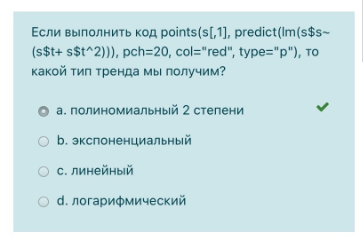 Если выполнить код points(s[,1], predict(lm(s$s~
(s$t+ s$t^2))), pch=20, col="red", type="p"), то
какой тип тренда мы получим?
a. полиномиальный 2 степени
b. экспоненциальный
c. линейный
d. логарифмический